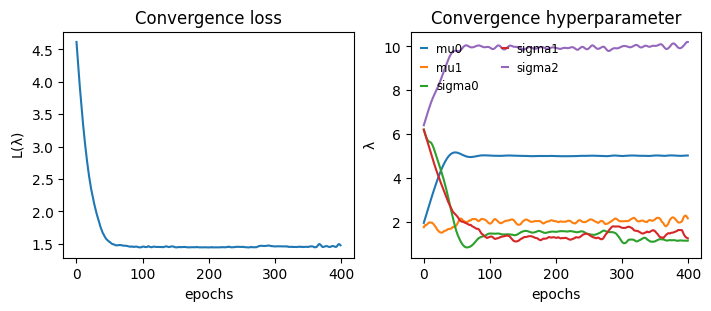 Convergence loss
4.5
4.0
3.5
3.0
2.5
2.0
1.5
L(λ)
0 100 200 300 400
epochs
Convergence hyperparameter
mu0 sigma1
mu1 sigma2
sigma0
10
8
6
4
2
λ
0 100 200 300 400
epochs